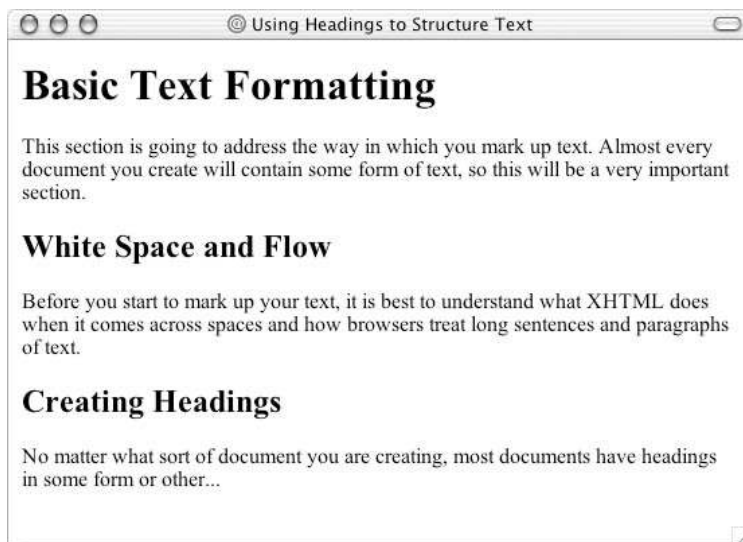 Using Headings to Structure Text
Basic Text Formatting
This section is going to address the way in which you mark up text. Almost every
document you create will contain some form of text, so this will be a very important
section.
White Space and Flow
Before you start to mark up your text, it is best to understand what XHTML does
when it comes across spaces and how browsers treat long sentences and paragraphs
of text.
Creating Headings
No matter what sort of document you are creating, most documents have headings
in some form or other...